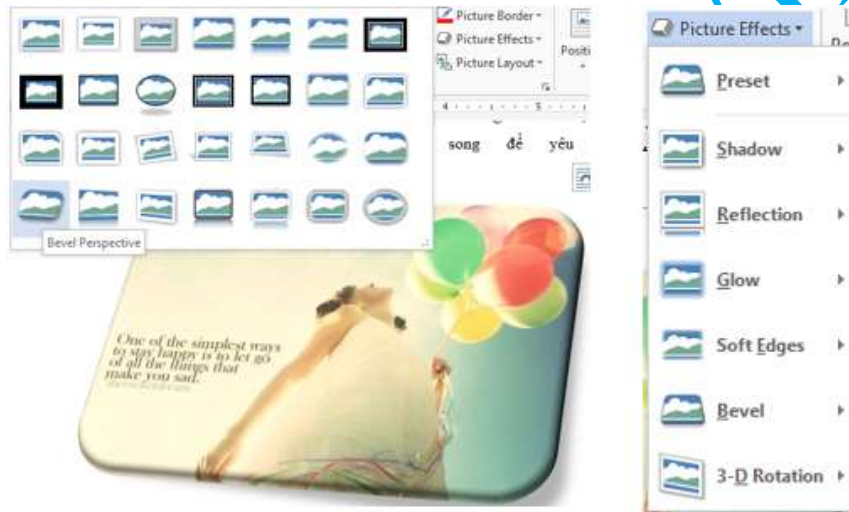 Picture Border
Picture Effects
Picture Layout
Positi
song để yêu
Bevel Perspective
One of the simplest ways
to stay happy is to let go
of all the things that
make you sad.
Picture Effects
Preset
Shadow
Reflection
Glow
Soft Edges
Bevel
3-D Rotation